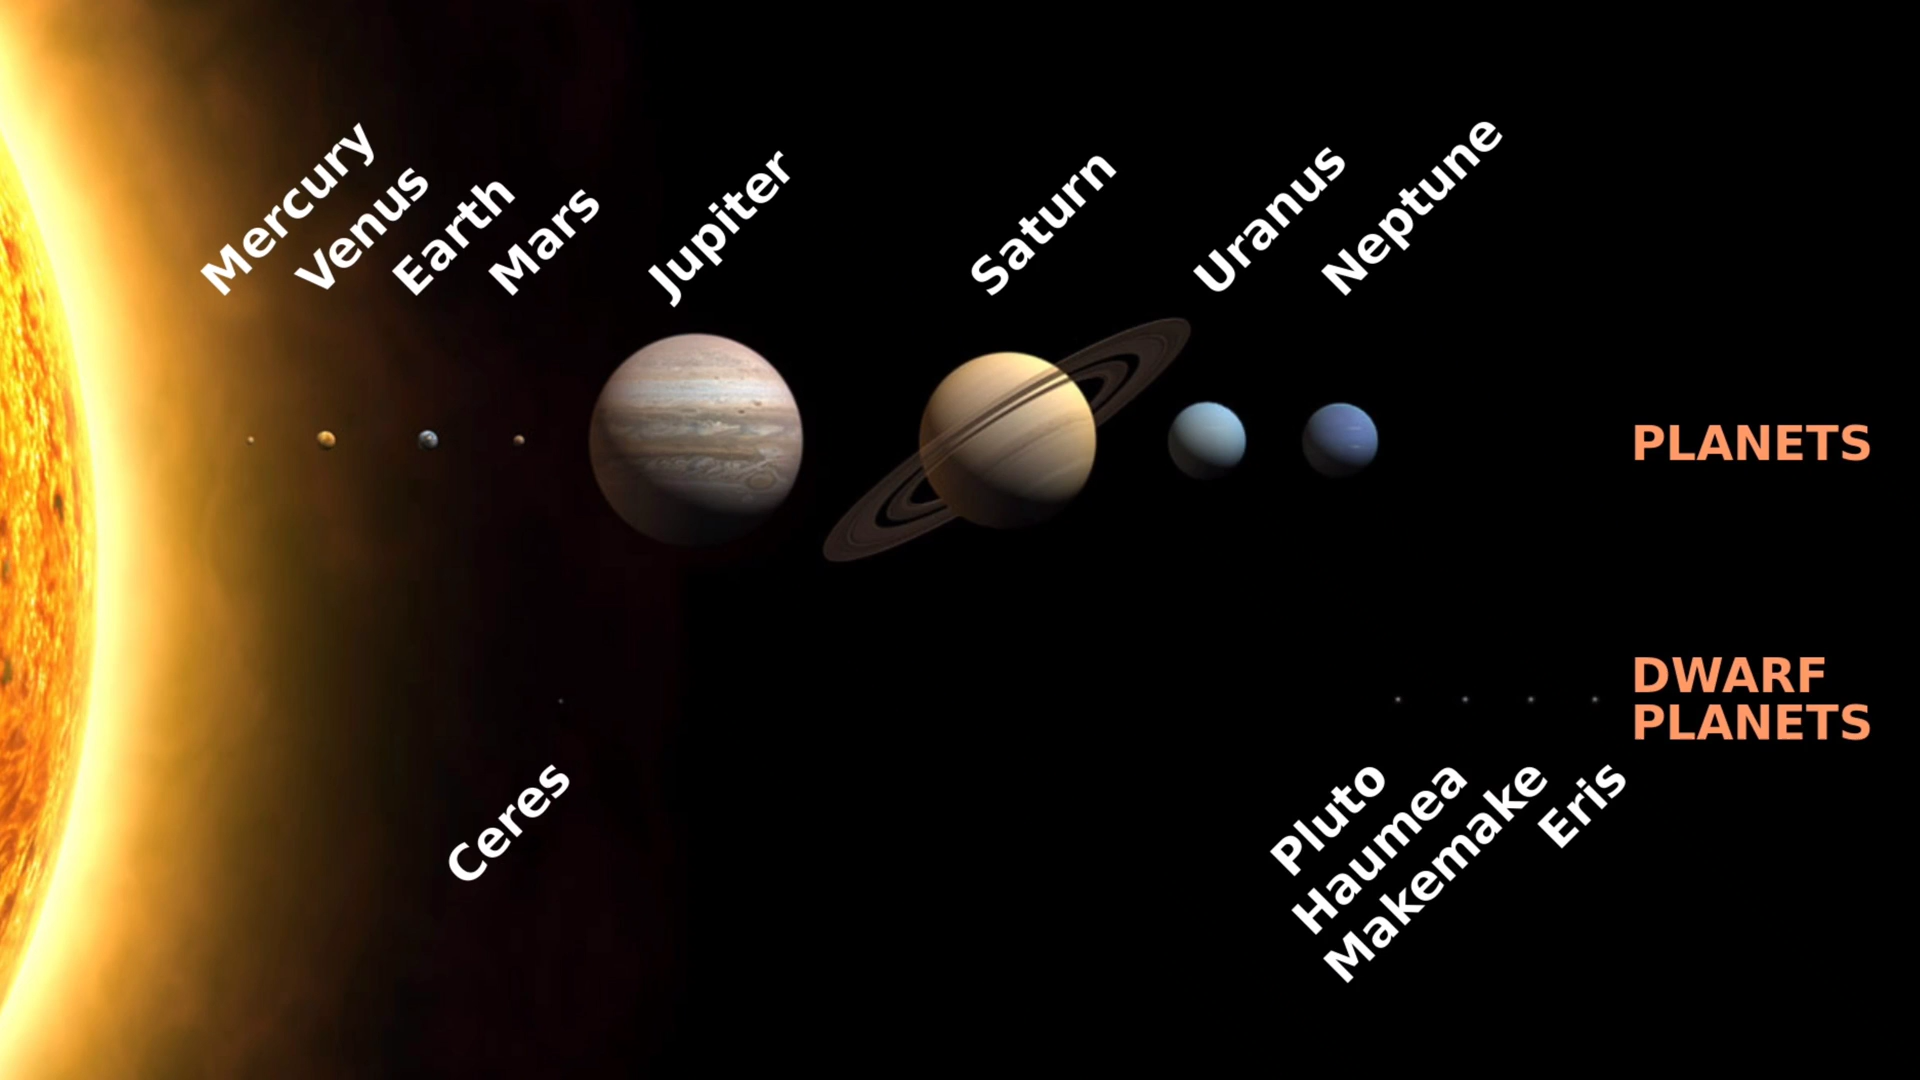 Mercury
Venus
Earth
Mars
Jupiter
Saturn
Uranus
Neptune
PLANETS
DWARF
PLANETS
Ceres
Pluto
Haumea
Makemake
Eris